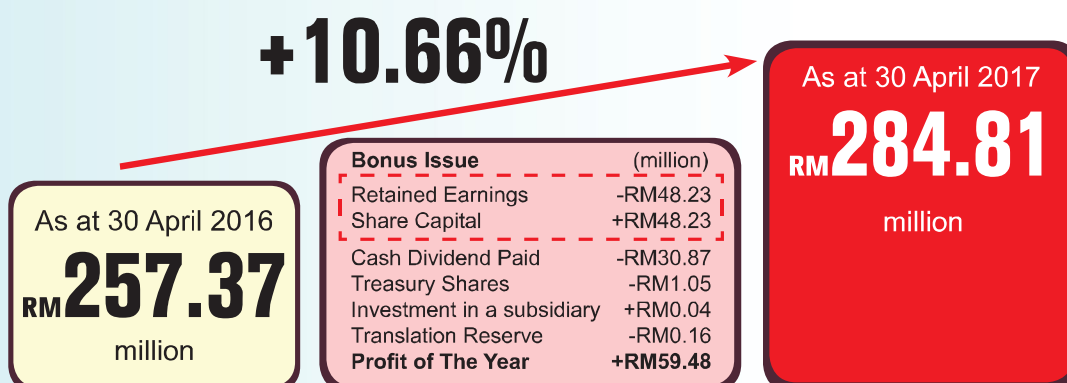 +10.66%
As at 30 April 2016
RM257.37
million
Bonus Issue (million)
Retained Earnings -RM48.23
Share Capital +RM48.23
Cash Dividend Paid -RM30.87
Treasury Shares -RM1.05
Investment in a subsidiary +RM0.04
Translation Reserve -RM0.16
Profit of The Year +RM59.48
As at 30 April 2017
RM284.81
million